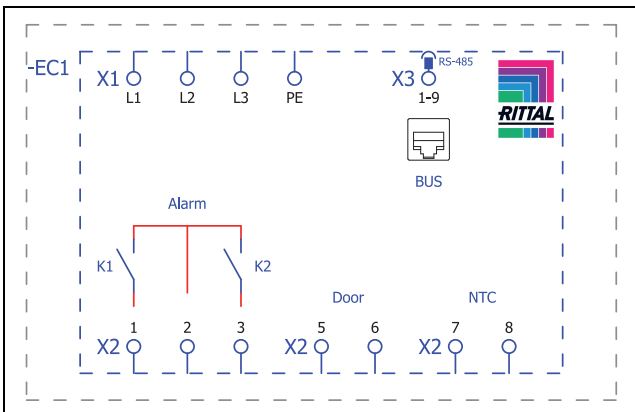 -EC1
X1
L1
L2
L3
PE
X3
RS-485
1-9
RITTAL
BUS
Alarm
K1
K2
Door
NTC
1
2
3
5
6
7
8
X2
X2
X2